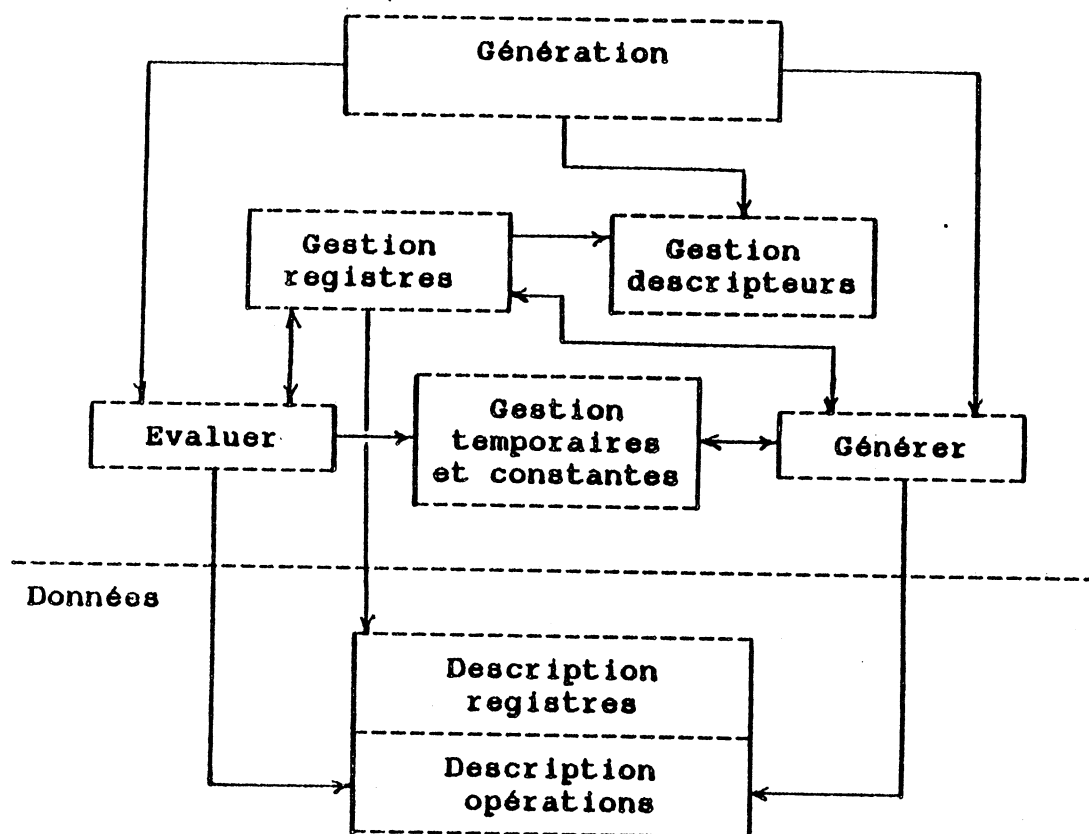 Génération
Gestion
registres
Gestion
descripteurs
Evaluer
Gestion
temporaires
et constantes
Générer
Données
Description
registres
Description
opérations